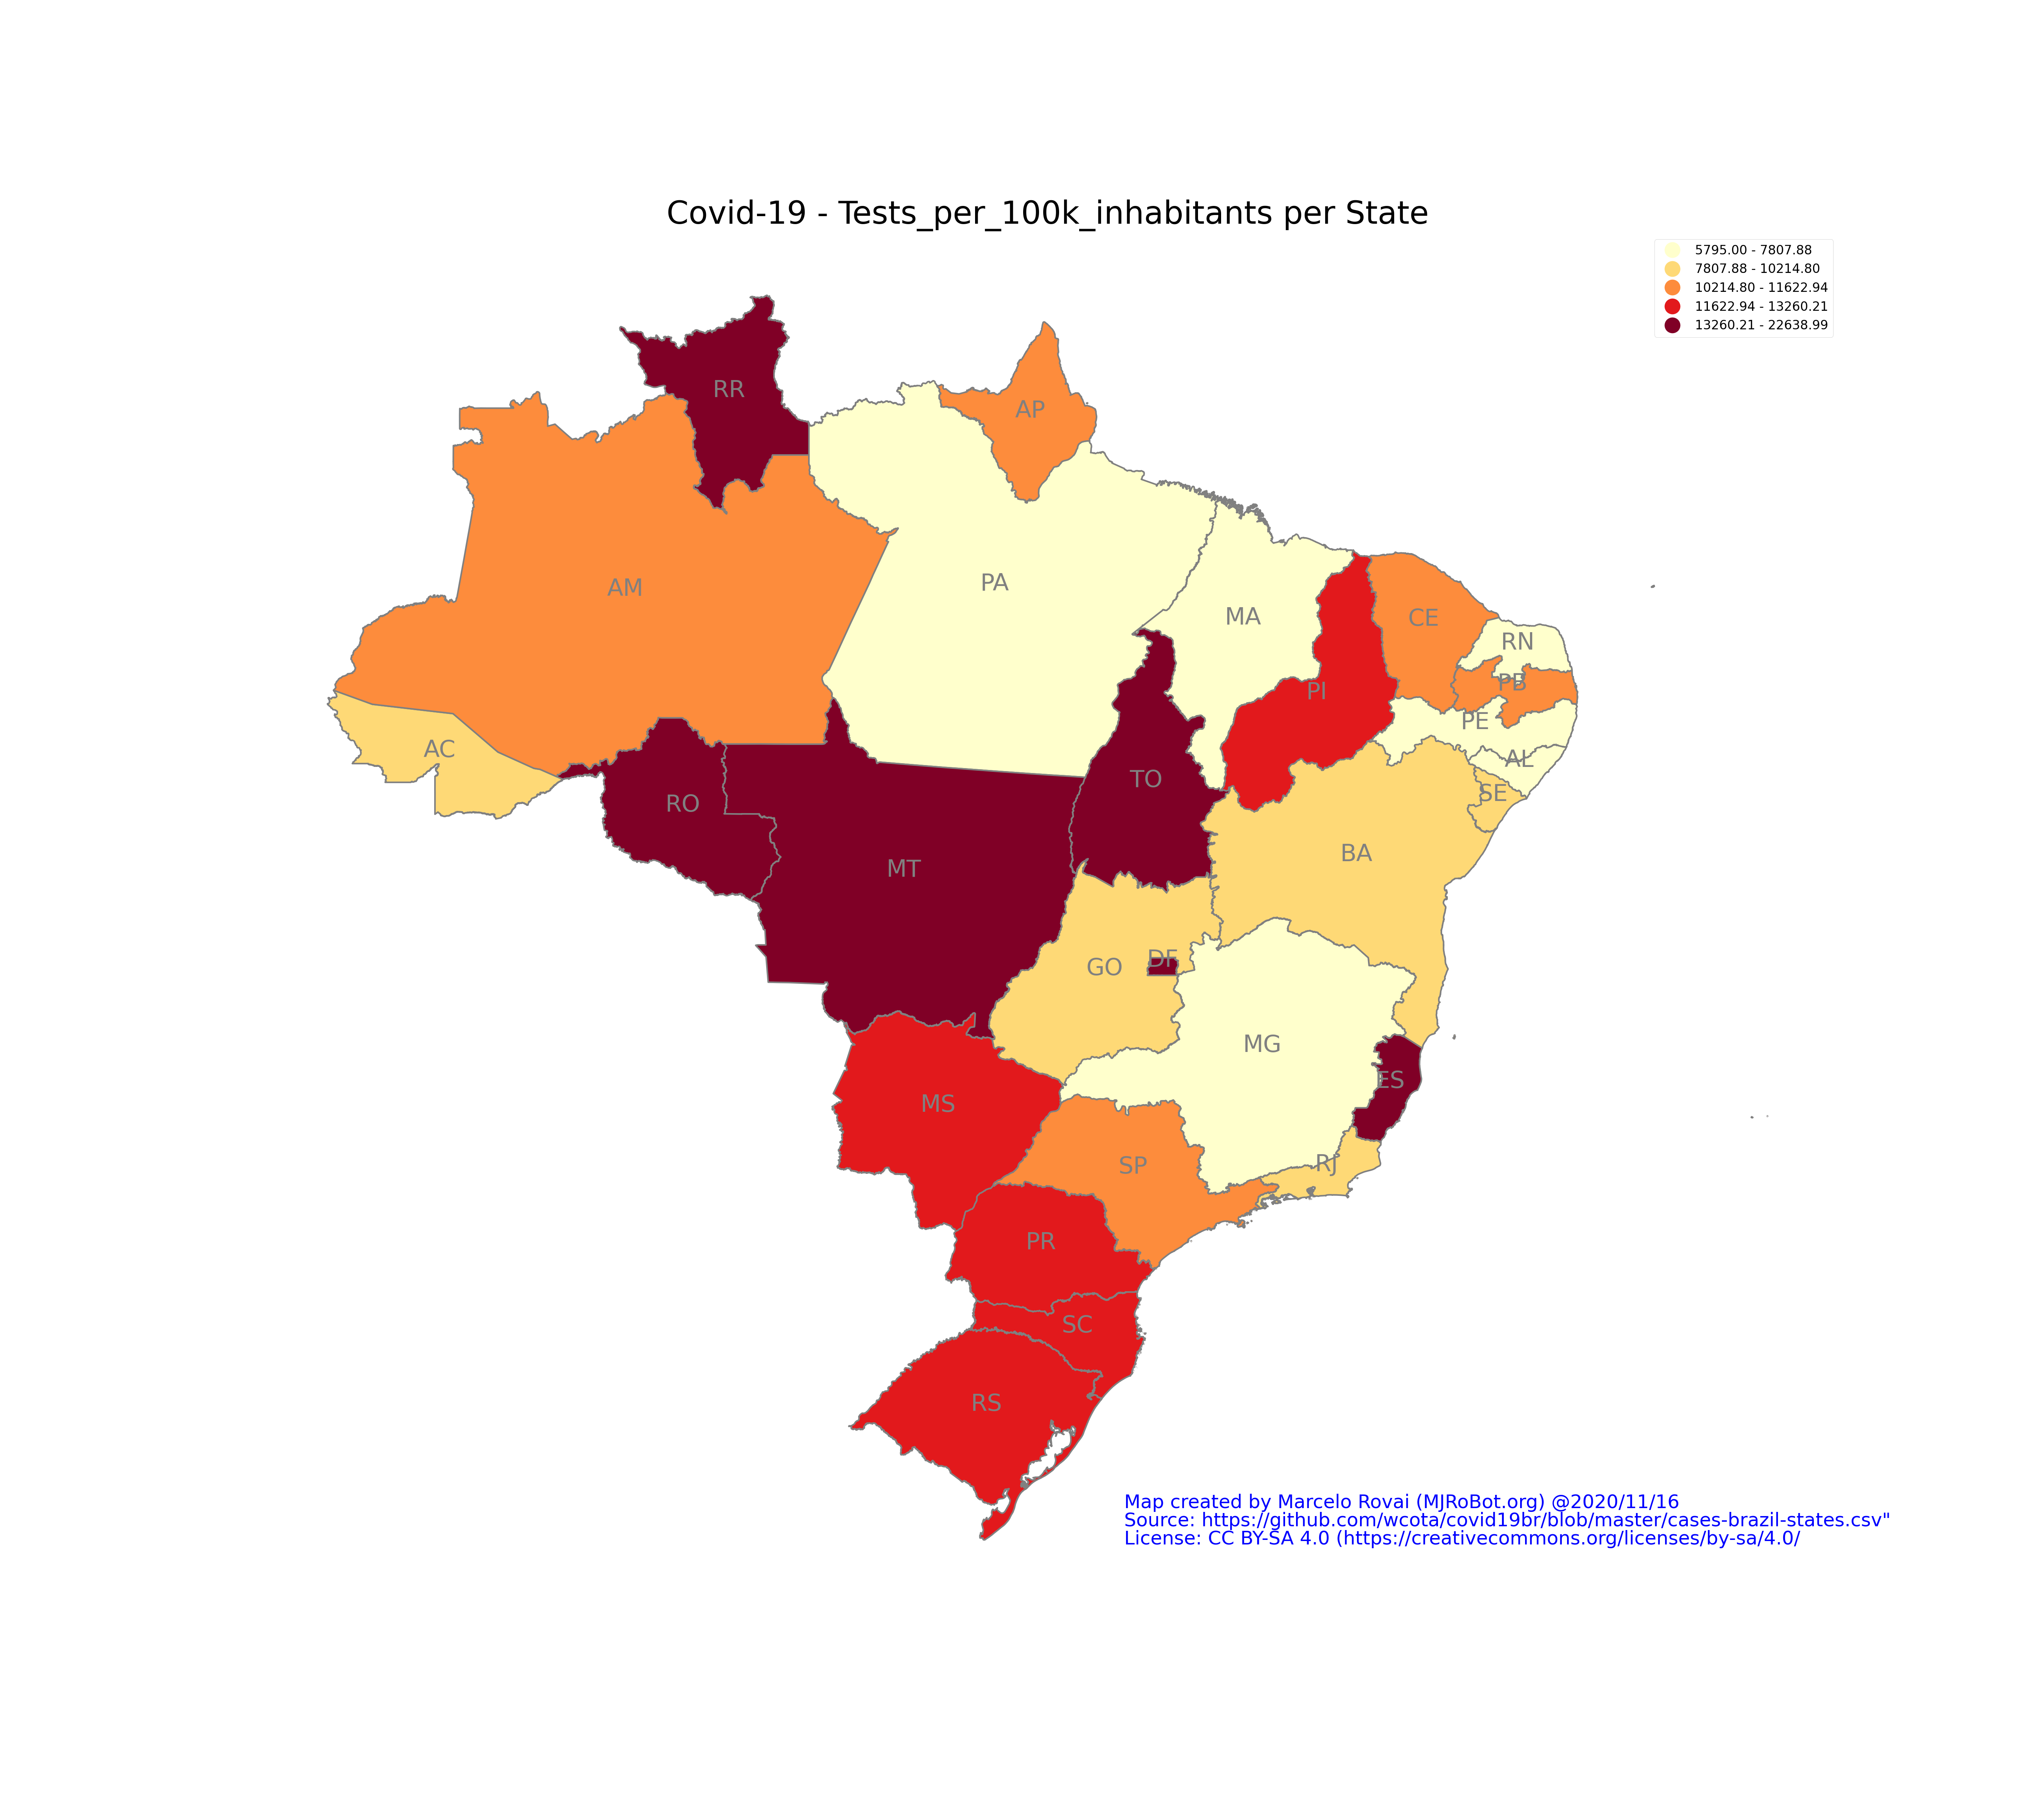 Covid-19 - Tests_per_100k_inhabitants per State
5795.00 - 7807.88
7807.88 - 10214.80
10214.80 - 11622.94
11622.94 - 13260.21
13260.21 - 22638.99
RR
AP
AM
PA
MA
CE
RN
PB
PI
PE
AC
AL
TO
SE
RO
BA
MT
DF
GO
MG
ES
MS
RJ
SP
PR
SC
RS
Map created by Marcelo Rovai (MJRoBot.org) @2020/11/16
Source: https://github.com/wcota/covid19br/blob/master/cases-brazil-states.csv"
License: CC BY-SA 4.0 (https://creativecommons.org/licenses/by-sa/4.0/